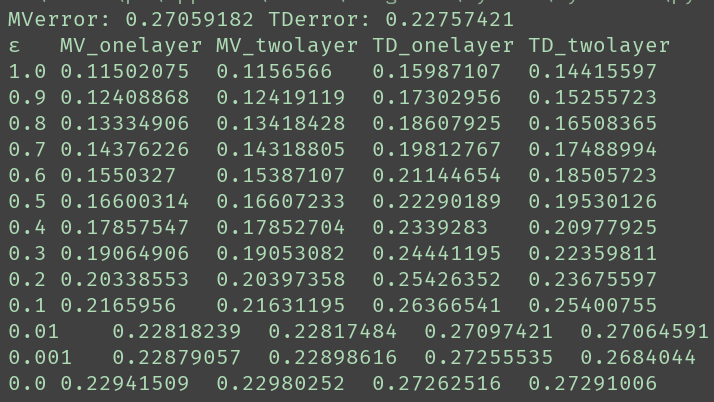 MVerror: 0.27059182 TDerror: 0.22757421
ε MV_onelayer MV_twolayer TD_onelayer TD_twolayer
1.0 0.11502075 0.1156566 0.15987107 0.14415597
0.9 0.12408868 0.12419119 0.17302956 0.15255723
0.8 0.13334906 0.13418428 0.18607925 0.16508365
0.7 0.14376226 0.14318805 0.19812767 0.17488994
0.6 0.1550327 0.15387107 0.21144654 0.18505723
0.5 0.16600314 0.16607233 0.22290189 0.19530126
0.4 0.17857547 0.17852704 0.2339283 0.20977925
0.3 0.19064906 0.19053082 0.24441195 0.22359811
0.2 0.20338553 0.20397358 0.25426352 0.23675597
0.1 0.2165956 0.21631195 0.26366541 0.25400755
0.01 0.22818239 0.22817484 0.27097421 0.27064591
0.001 0.22879057 0.22898616 0.27255535 0.2684044
0.0 0.22941509 0.22980252 0.27262516 0.27291006